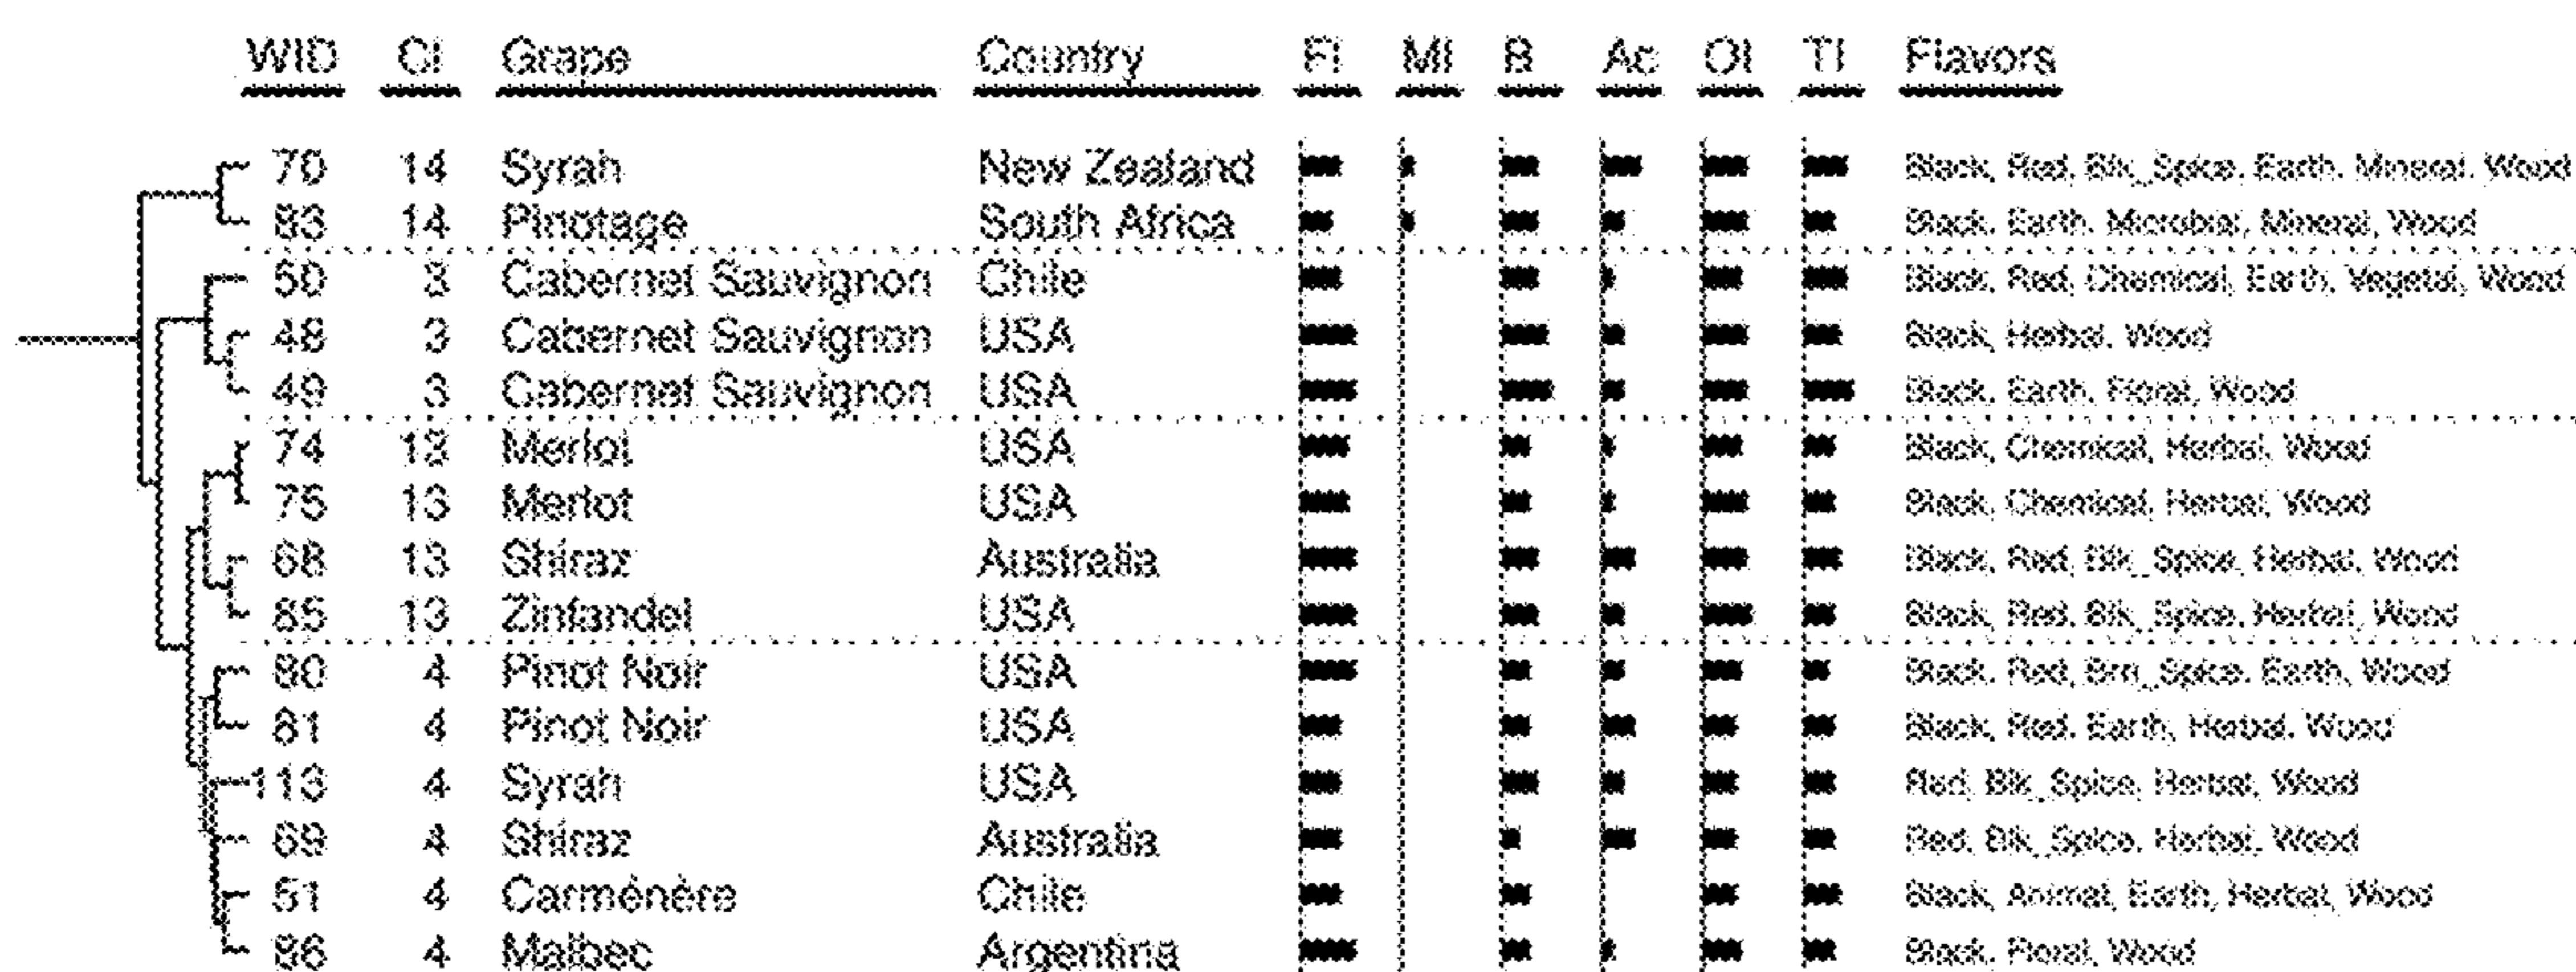 WID Cl Grape Country FI MI B Ac OI TI Flavors
70 14 Syrah New Zealand Black, Red, Blk_Spice, Earth, Mineral, Wood
83 14 Pinotage South Africa Black, Earth, Microbial, Mineral, Wood
50 3 Cabernet Sauvignon Chile Black, Red, Chemical, Earth, Vegetal, Wood
48 3 Cabernet Sauvignon USA Black, Herbal, Wood
49 3 Cabernet Sauvignon USA Black, Earth, Floral, Wood
74 13 Merlot USA Black, Chemical, Herbal, Wood
75 13 Merlot USA Black, Chemical, Herbal, Wood
68 13 Shiraz Australia Black, Red, Blk_Spice, Herbal, Wood
85 13 Zinfandel USA Black, Red, Blk_Spice, Herbal, Wood
80 4 Pinot Noir USA Black, Red, Brn_Spice, Earth, Wood
81 4 Pinot Noir USA Black, Red, Earth, Herbal, Wood
113 4 Syrah USA Red, Blk_Spice, Herbal, Wood
69 4 Shiraz Australia Red, Blk_Spice, Herbal, Wood
51 4 Carménère Chile Black, Animal, Earth, Herbal, Wood
86 4 Malbec Argentina Black, Floral, Wood